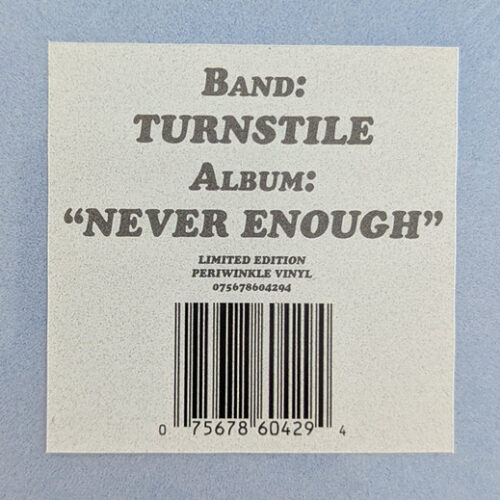 BAND:
TURNSTILE
ALBUM:
“NEVER ENOUGH”
LIMITED EDITION
PERIWINKLE VINYL
075678604294
0 75678 60429 4